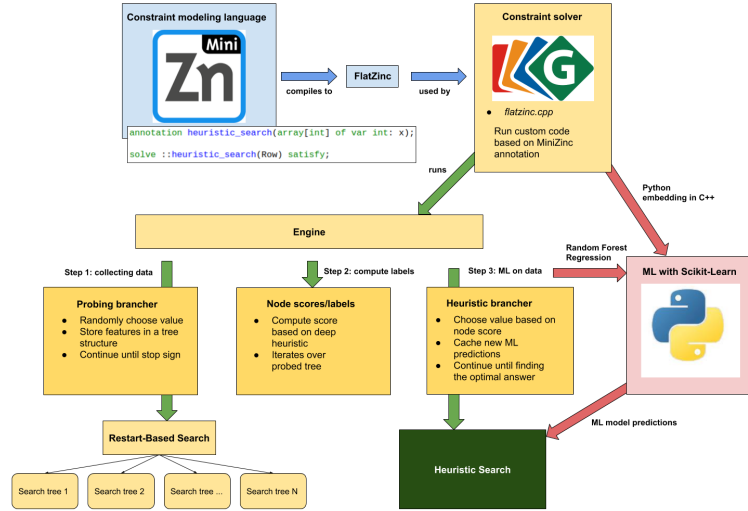 Constraint modeling language
Mini
Zn
annotation heuristic_search(array[int] of var int: x);
solve ::heuristic_search(Row) satisfy;
compiles to
FlatZinc
used by
Constraint solver
G
● flatzinc.cpp
Run custom code
based on MiniZinc
annotation
runs
Python
embedding in C++
Engine
Step 1: collecting data
Step 2: compute labels
Step 3: ML on data
Random Forest
Regression
ML with Scikit-Learn
Probing brancher
● Randomly choose value
● Store features in a tree
structure
● Continue until stop sign
Node scores/labels
● Compute score
based on deep
heuristic
● Iterates over
probed tree
Heuristic brancher
● Choose value based on
node score
● Cache new ML
predictions
● Continue until finding
the optimal answer
ML model predictions
Restart-Based Search
Heuristic Search
Search tree 1
Search tree 2
Search tree ...
Search tree N